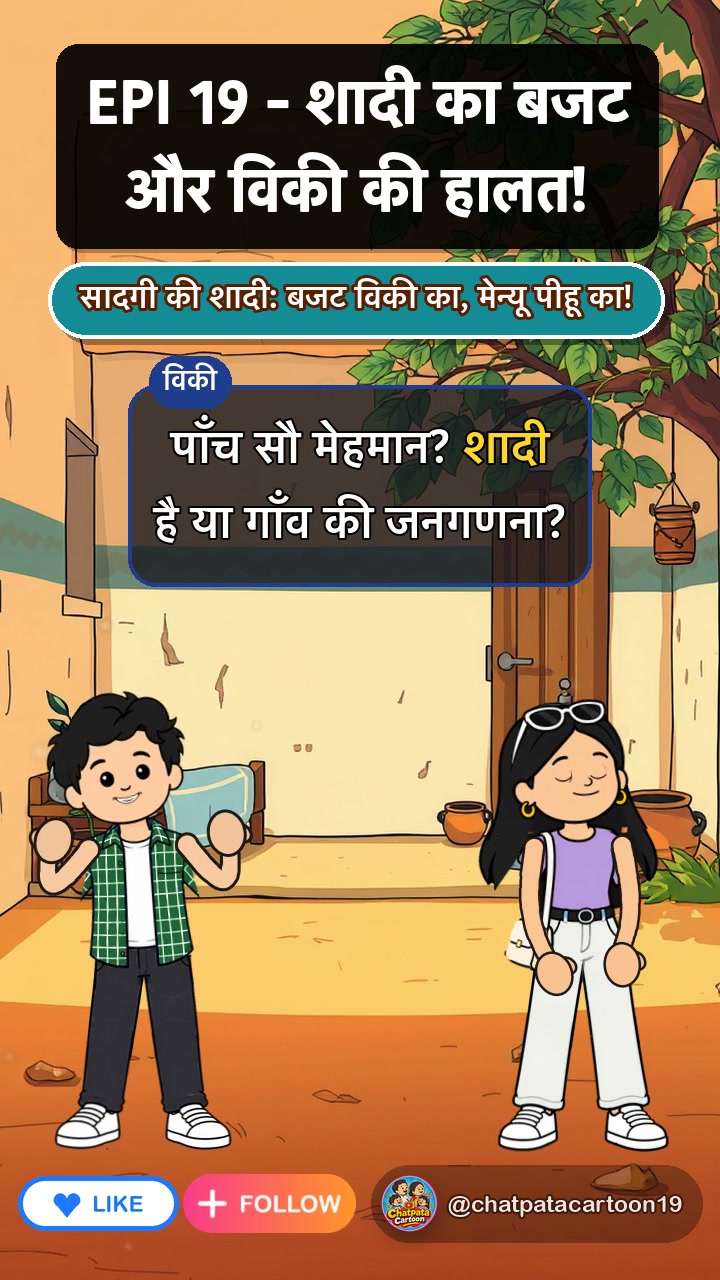 EPI 19 - शादी का बजट
और विकी की हालत!
सादगी की शादी: बजट विकी का, मेन्यू पीहू का!
विकी
पाँच सौ मेहमान? शादी
है या गाँव की जनगणना?
LIKE
FOLLOW
Chatpata
Cartoon
@chatpatacartoon19